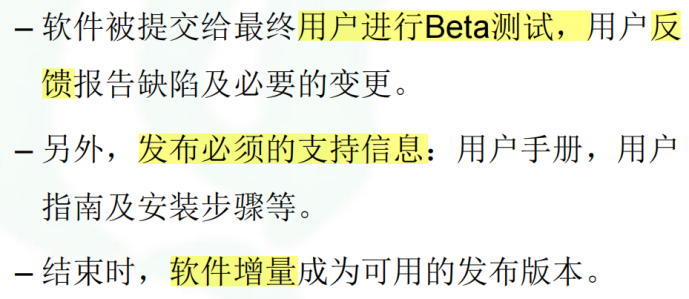 – 软件被提交给最终用户进行Beta测试，用户反
馈报告缺陷及必要的变更。
– 另外，发布必须的支持信息：用户手册，用户
指南及安装步骤等。
– 结束时，软件增量成为可用的发布版本。